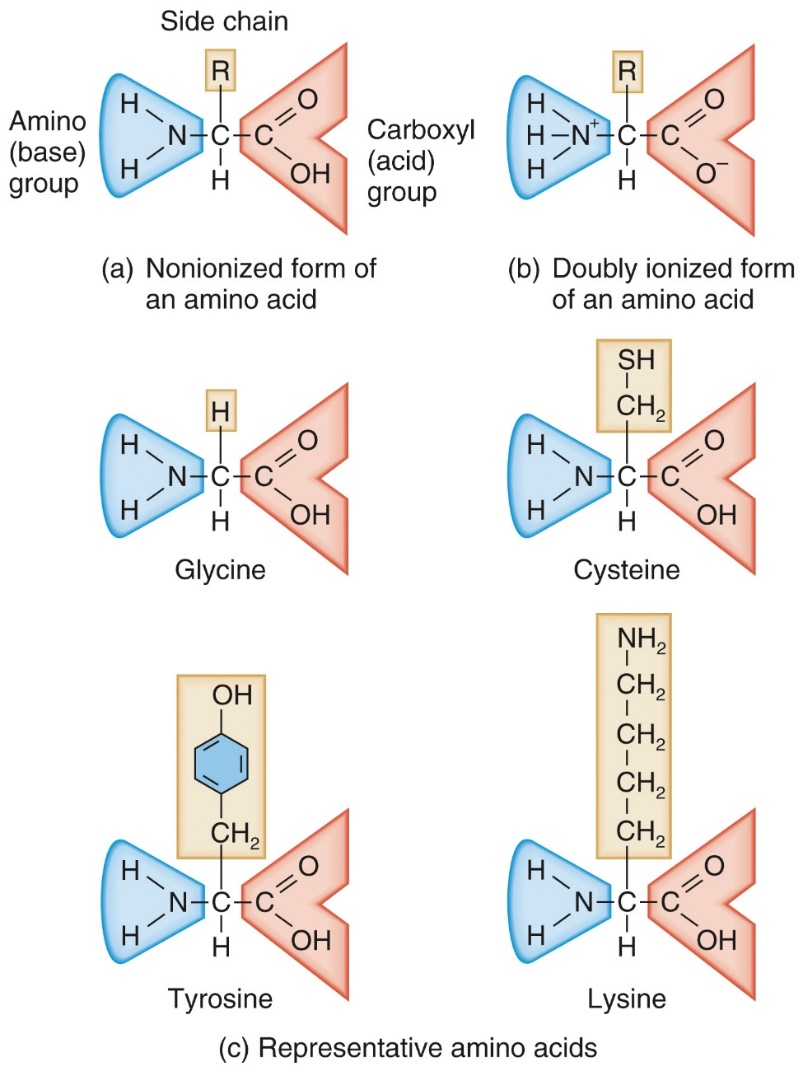 Side chain
R
R
Amino
(base)
group
H
H
N
C
H
C
O
OH
Carboxyl
(acid)
group
H
H
H
N+
C
H
C
O
O−
(a) Nonionized form of
an amino acid
(b) Doubly ionized form
of an amino acid
H
H
H
N
C
H
C
O
OH
Glycine
SH
CH2
H
H
N
C
H
C
O
OH
Cysteine
OH
CH2
H
H
N
C
H
C
O
OH
Tyrosine
NH2
CH2
CH2
CH2
CH2
H
H
N
C
H
C
O
OH
Lysine
(c) Representative amino acids